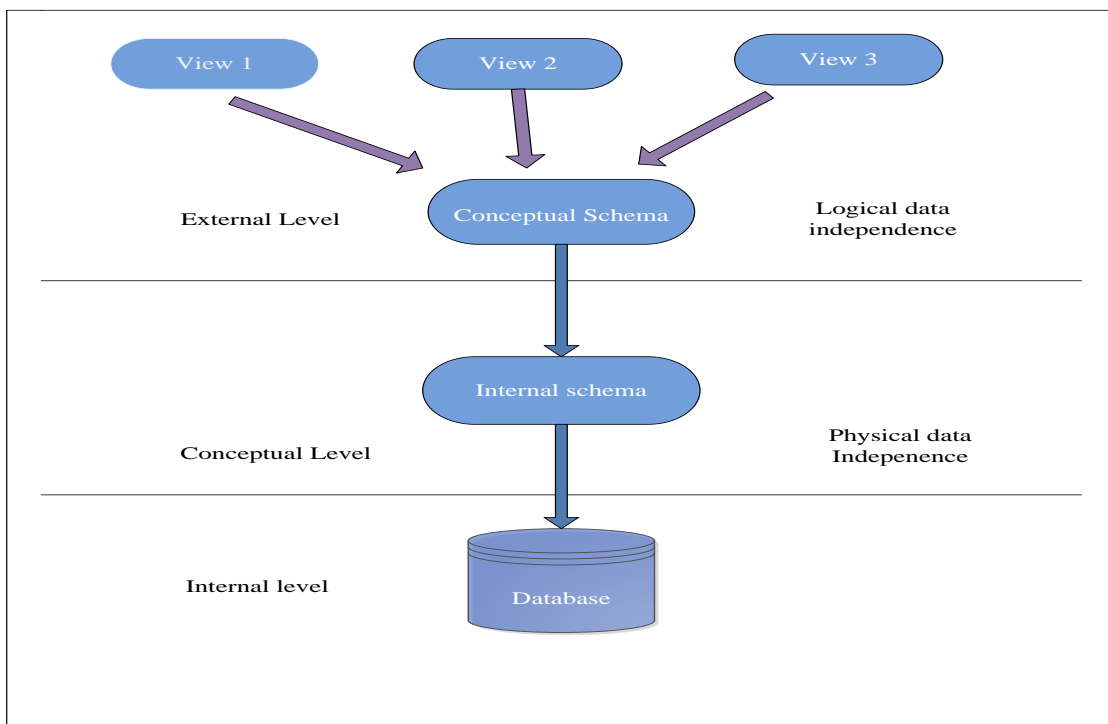 View 1
View 2
View 3
External Level
Conceptual Schema
Logical data
independence
Internal schema
Conceptual Level
Physical data
Indepenence
Internal level
Database